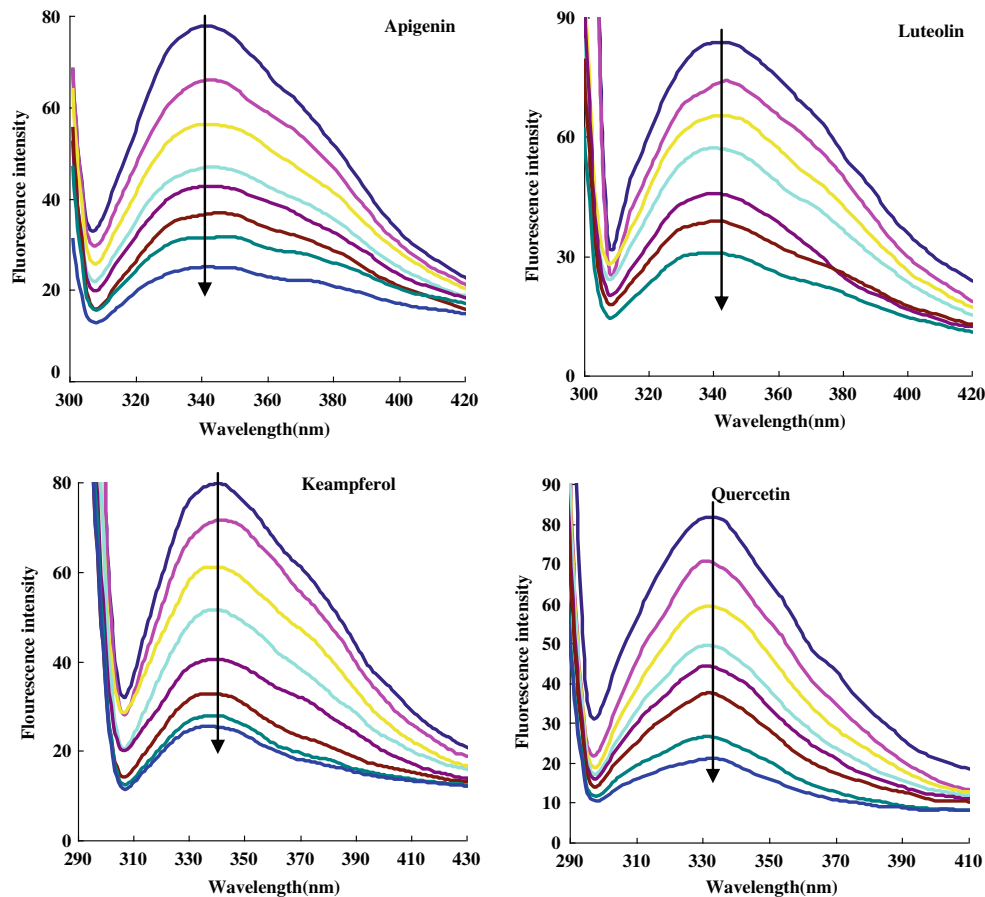 Apigenin
Fluorescence intensity
80
60
40
20
0
300 320 340 360 380 400 420
Wavelength(nm)
Luteolin
Fluorescence intensity
90
60
30
0
300 320 340 360 380 400 420
Wavelength(nm)
Keampferol
Flourescence intensity
80
60
40
20
0
290 310 330 350 370 390 410 430
Wavelength(nm)
Quercetin
Fluorescence intensity
90
80
70
60
50
40
30
20
10
0
290 310 330 350 370 390 410
Wavelength(nm)